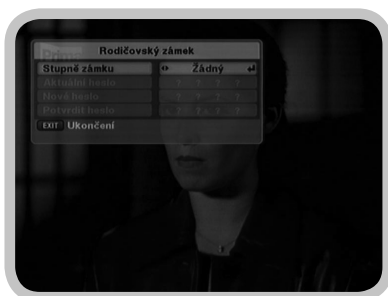 Rodičovský zámek
Stupně zámku Žádný
Aktuální heslo ? ? ? ?
Nové heslo ? ? ? ?
Potvrdit heslo ? ? ? ?
EXIT Ukončení